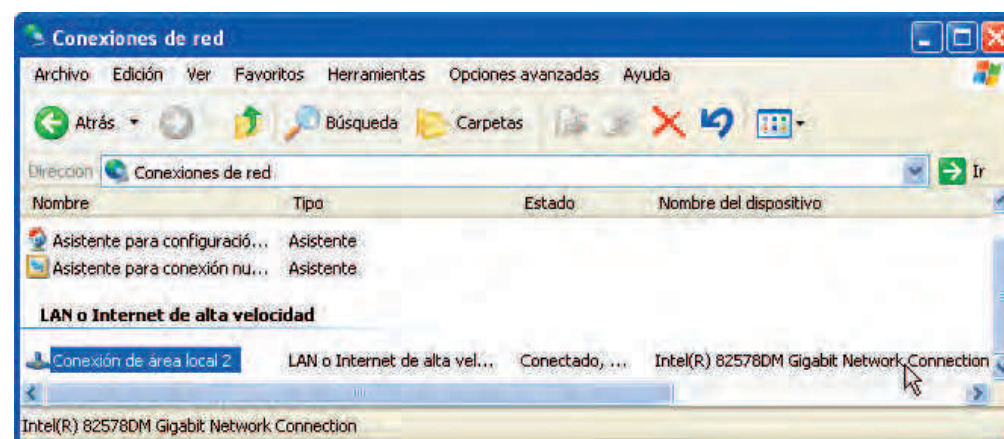 Conexiones de red
Archivo Edición Ver Favoritos Herramientas Opciones avanzadas Ayuda
Atrás Búsqueda Carpetas
Dirección Conexiones de red Ir
Nombre Tipo Estado Nombre del dispositivo
Asistente para configuració... Asistente
Asistente para conexión nu... Asistente
LAN o Internet de alta velocidad
Conexión de área local 2 LAN o Internet de alta vel... Conectado, ... Intel(R) 82578DM Gigabit Network Connection
Intel(R) 82578DM Gigabit Network Connection